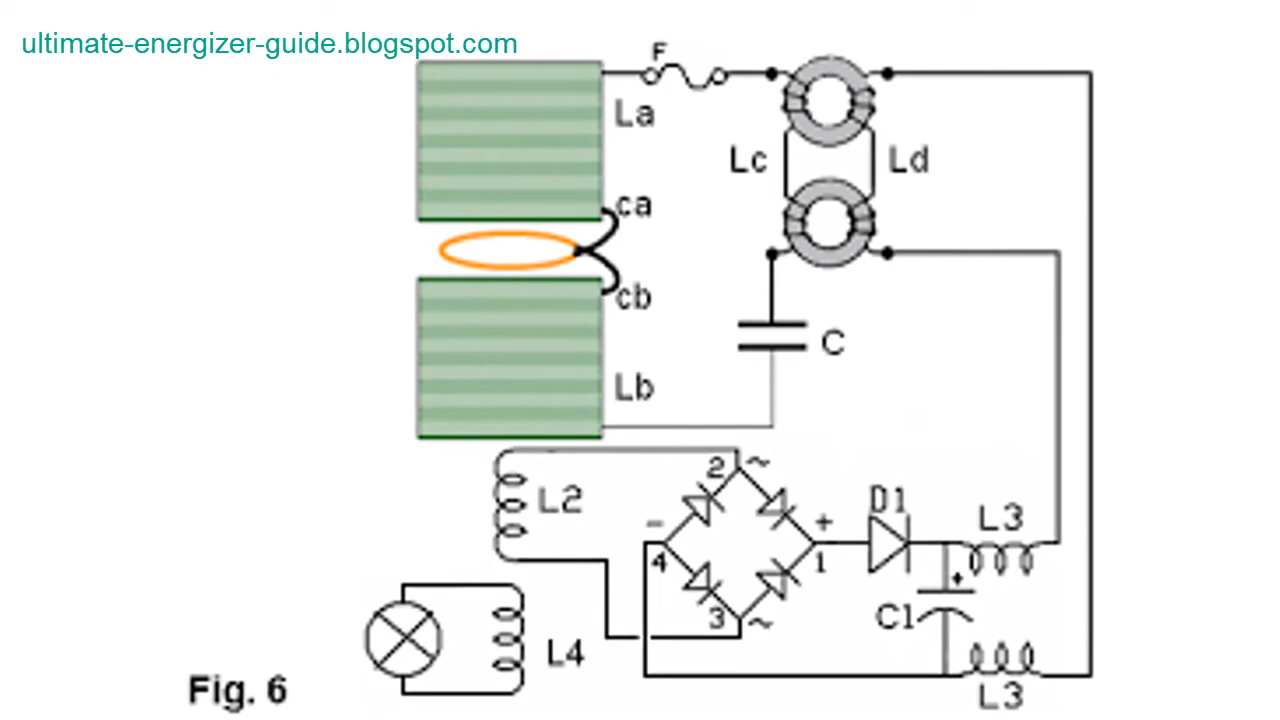 ultimate-energizer-guide.blogspot.com
F
La
ca
Lc
Ld
cb
C
Lb
2 ~
L2
D1
- +
L3
4 1
C1 +
3 ~
L4
Fig. 6
L3